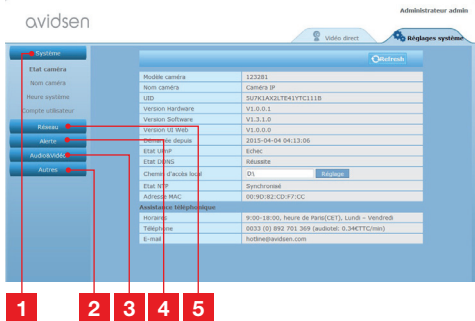 Administrateur admin
avidsen
Vidéo direct
Réglages système
Système
Refresh
Etat caméra
Nom caméra
Heure système
Compte utilisateur
Réseau
Alerte
Audio&Vidéo
Autres
Modèle caméra 123281
Nom caméra Caméra IP
UID 5U7K1AX2LTE41YTC111B
Version Hardware V1.0.0.1
Version Software V1.3.1.0
Version UI Web V1.0.0.0
Démarrée depuis 2015-04-04 04:13:06
Etat UPnP Echec
Etat DDNS Réussite
Chemin d'accès local D:\ Réglage
Etat NTP Synchronisé
Adresse MAC 00:9D:82:CD:F7:CC
Assistance téléphonique
Horaires 9:00-18:00, heure de Paris(CET), Lundi – Vendredi
Téléphone 0033 (0) 892 701 369 (audiotel: 0.34€TTC/min)
E-mail hotline@avidsen.com
1 2 3 4 5